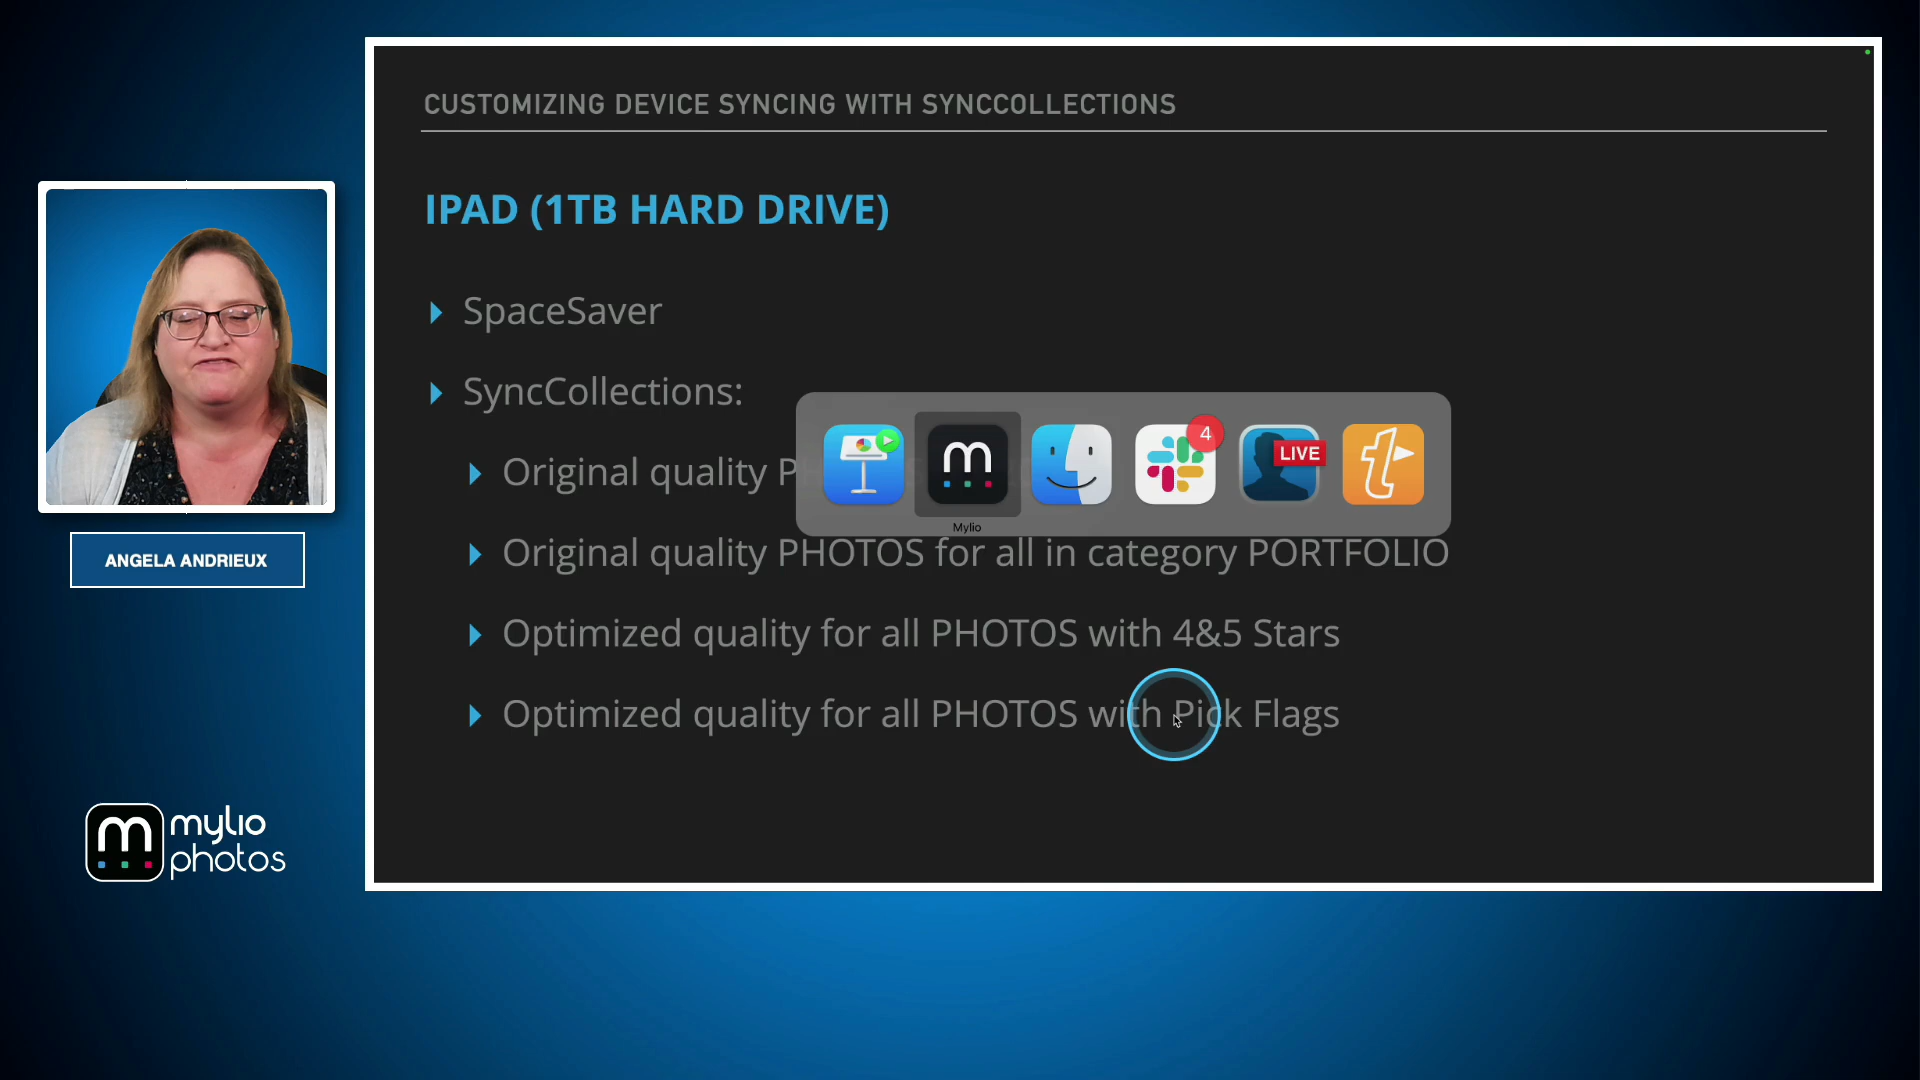 CUSTOMIZING DEVICE SYNCING WITH SYNCCOLLECTIONS
IPAD (1TB HARD DRIVE)
SpaceSaver
SyncCollections:
Original quality
4
LIVE
Mylio
Original quality PHOTOS for all in category PORTFOLIO
Optimized quality for all PHOTOS with 4&5 Stars
Optimized quality for all PHOTOS with Pick Flags
ANGELA ANDRIEUX
mylio
photos